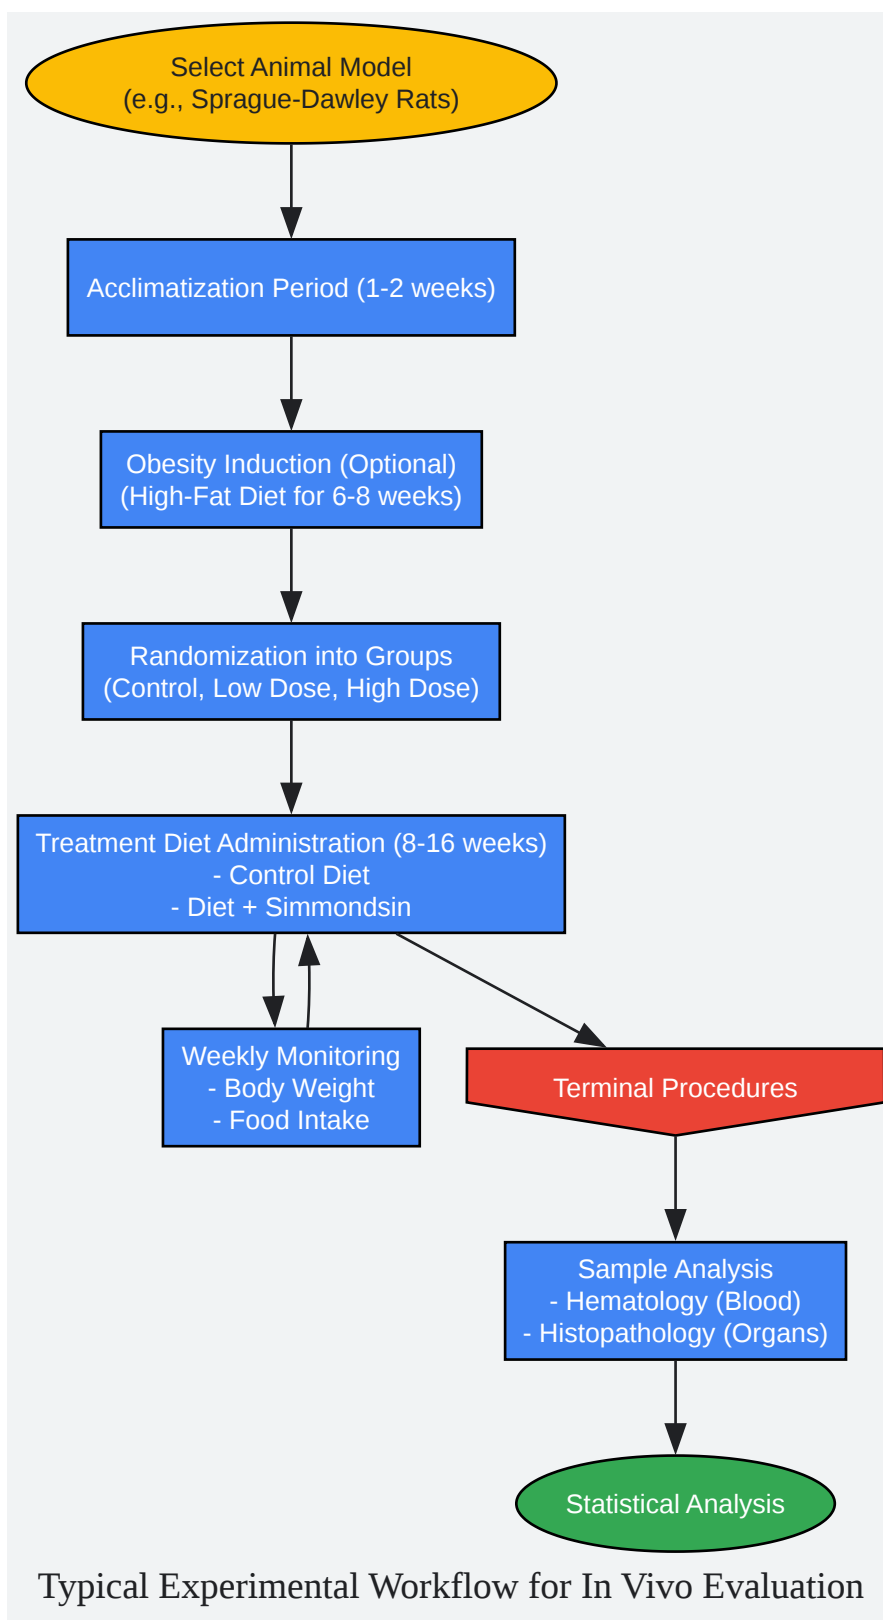 Select Animal Model
(e.g., Sprague-Dawley Rats)
Acclimatization Period (1-2 weeks)
Obesity Induction (Optional)
(High-Fat Diet for 6-8 weeks)
Randomization into Groups
(Control, Low Dose, High Dose)
Treatment Diet Administration (8-16 weeks)
- Control Diet
- Diet + Simmondsin
Weekly Monitoring
- Body Weight
- Food Intake
Terminal Procedures
Sample Analysis
- Hematology (Blood)
- Histopathology (Organs)
Statistical Analysis
Typical Experimental Workflow for In Vivo Evaluation